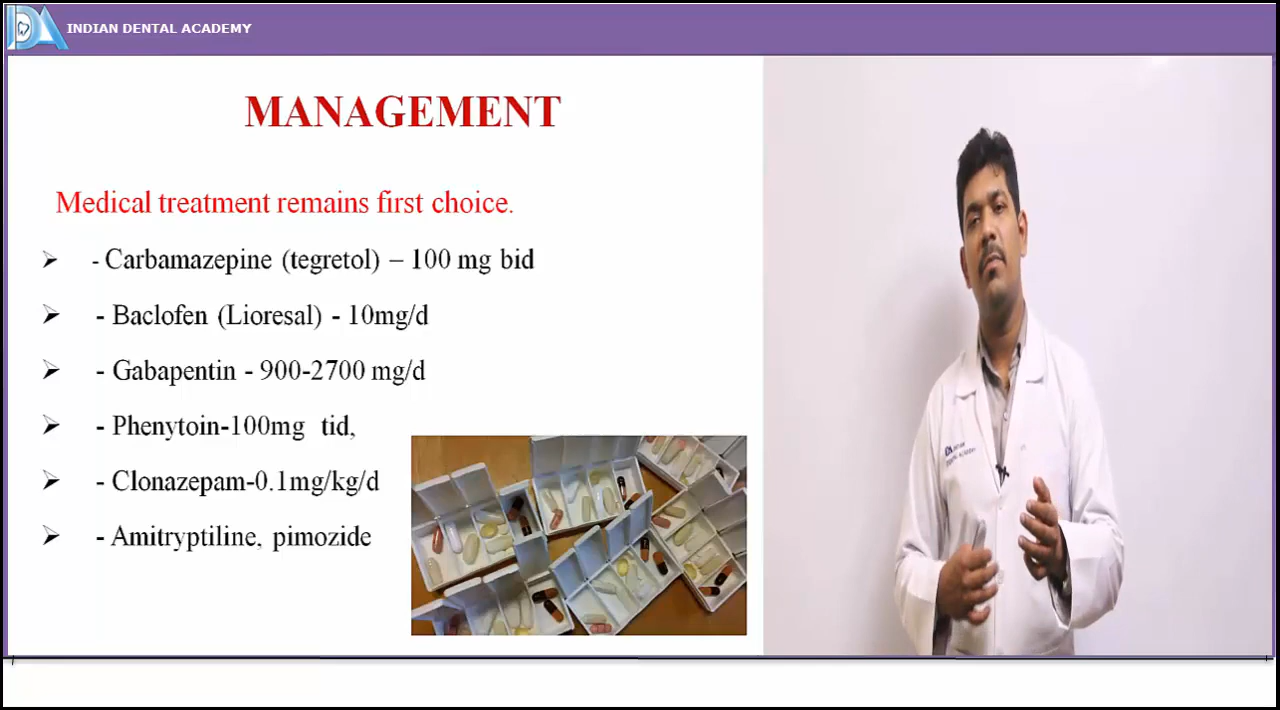 INDIAN DENTAL ACADEMY
MANAGEMENT
Medical treatment remains first choice.
- Carbamazepine (tegretol) – 100 mg bid
- Baclofen (Lioresal) - 10mg/d
- Gabapentin - 900-2700 mg/d
- Phenytoin-100mg tid,
- Clonazepam-0.1mg/kg/d
- Amitryptiline, pimozide